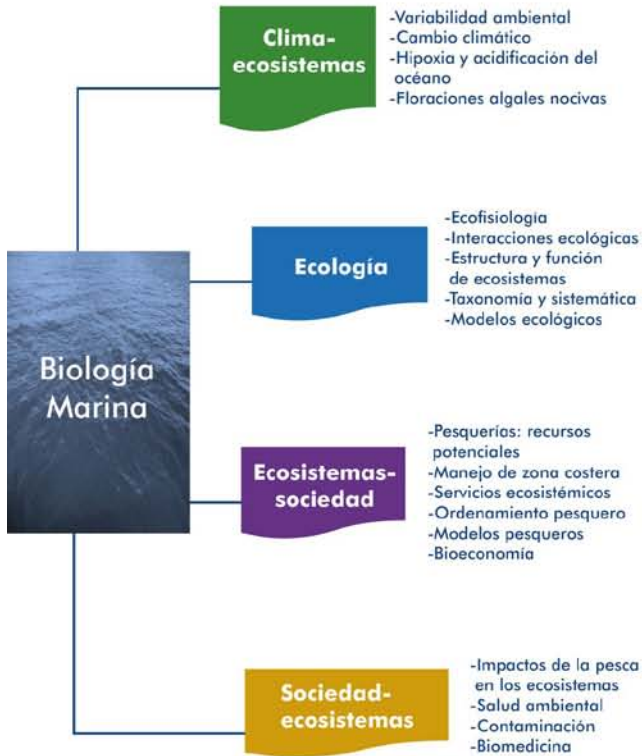 Clima-
ecosistemas
-Variabilidad ambiental
-Cambio climático
-Hipoxia y acidificación del
océano
-Floraciones algales nocivas
Biología
Marina
Ecología
-Ecofisiología
-Interacciones ecológicas
-Estructura y función
de ecosistemas
-Taxonomía y sistemática
-Modelos ecológicos
Ecosistemas-
sociedad
-Pesquerías: recursos
potenciales
-Manejo de zona costera
-Servicios ecosistémicos
-Ordenamiento pesquero
-Modelos pesqueros
-Bioeconomía
Sociedad-
ecosistemas
-Impactos de la pesca
en los ecosistemas
-Salud ambiental
-Contaminación
-Biomedicina